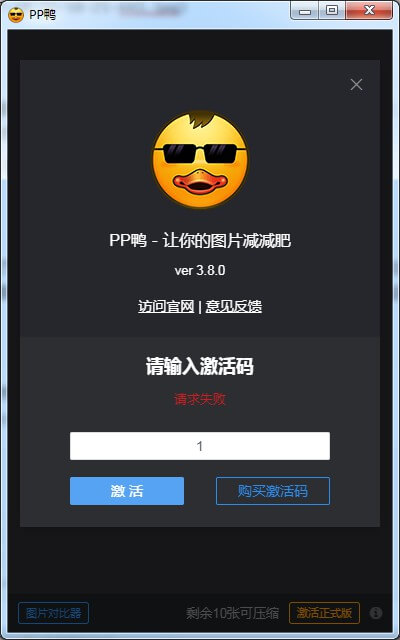 PP鸭
PP鸭 - 让你的图片减减肥
ver 3.8.0
访问官网 | 意见反馈
请输入激活码
请求失败
1
激 活
购买激活码
图片对比器
剩余10张可压缩
激活正式版